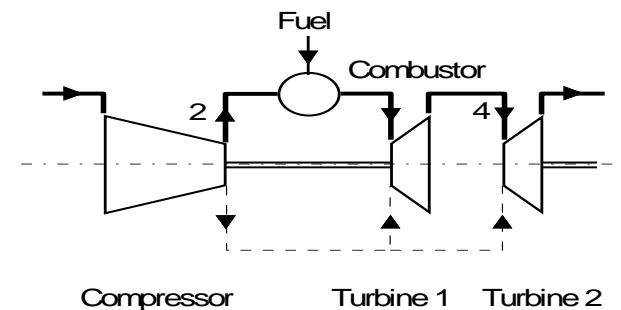 Fuel
Combustor
2
4
Compressor
Turbine 1
Turbine 2